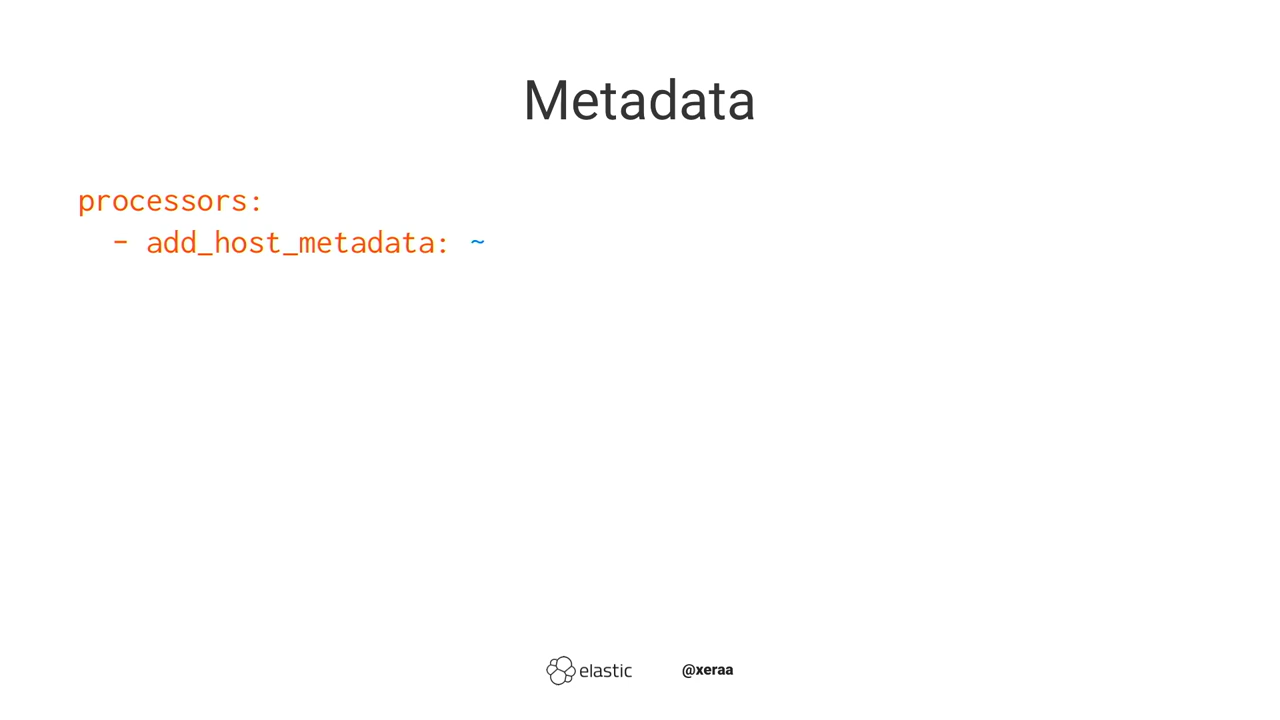 Metadata
processors:
  - add_host_metadata: ~
elastic
@xeraa